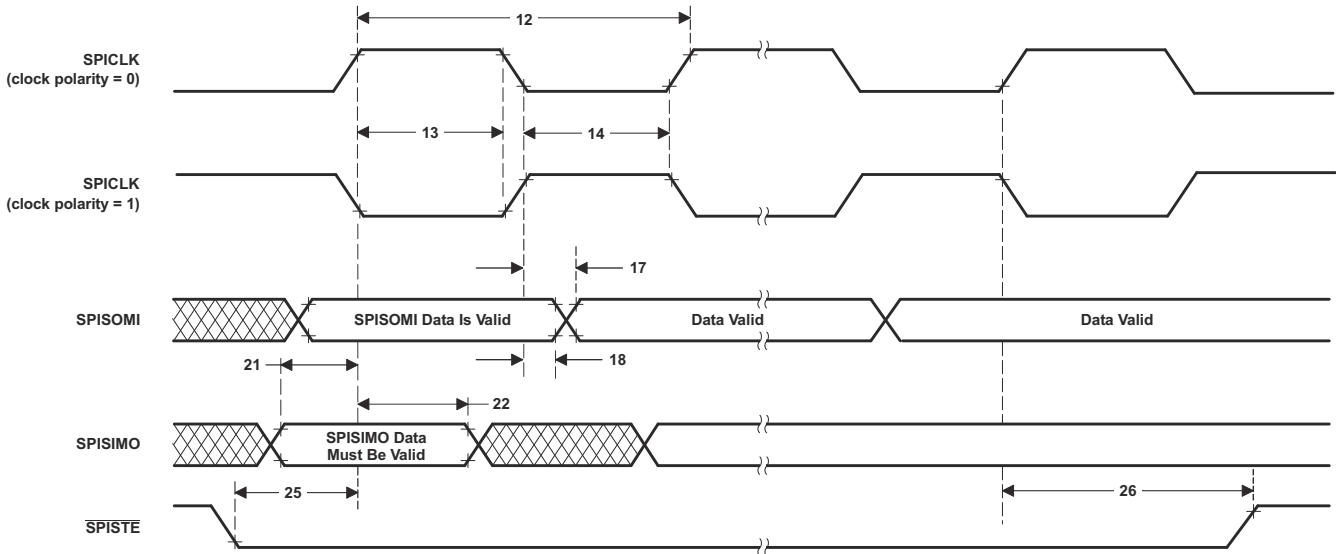 12
SPICLK
(clock polarity = 0)
13
14
SPICLK
(clock polarity = 1)
17
SPISOMI
SPISOMI Data Is Valid
Data Valid
Data Valid
21
18
22
SPISIMO
SPISIMO Data
Must Be Valid
25
26
SPISTE